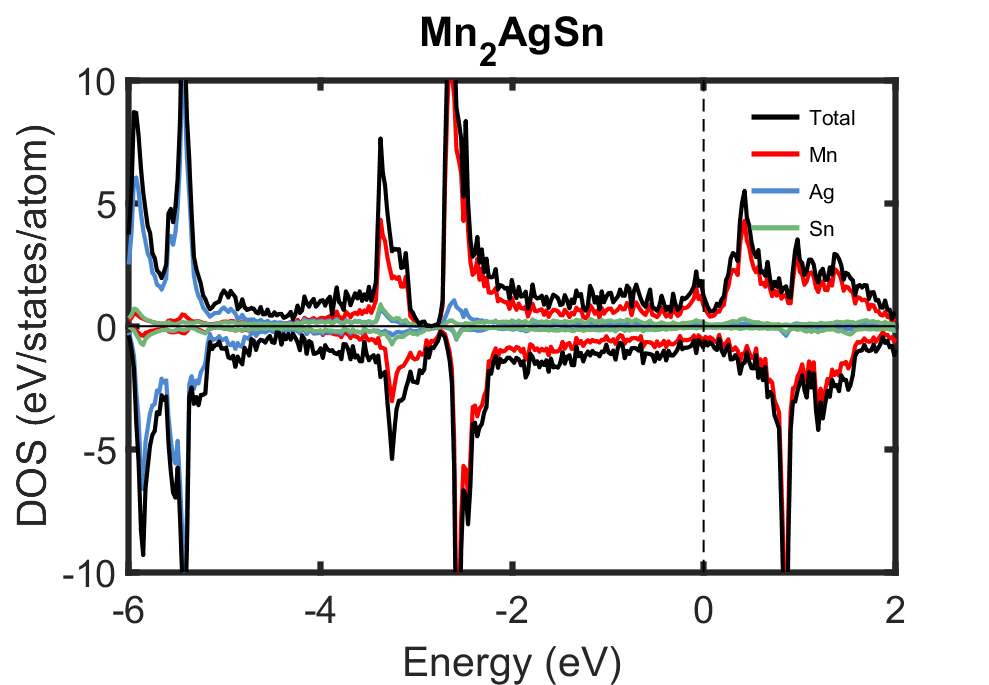 Mn₂AgSn
DOS (eV/states/atom)
10
5
0
-5
-10
Total
Mn
Ag
Sn
-6 -4 -2 0 2
Energy (eV)